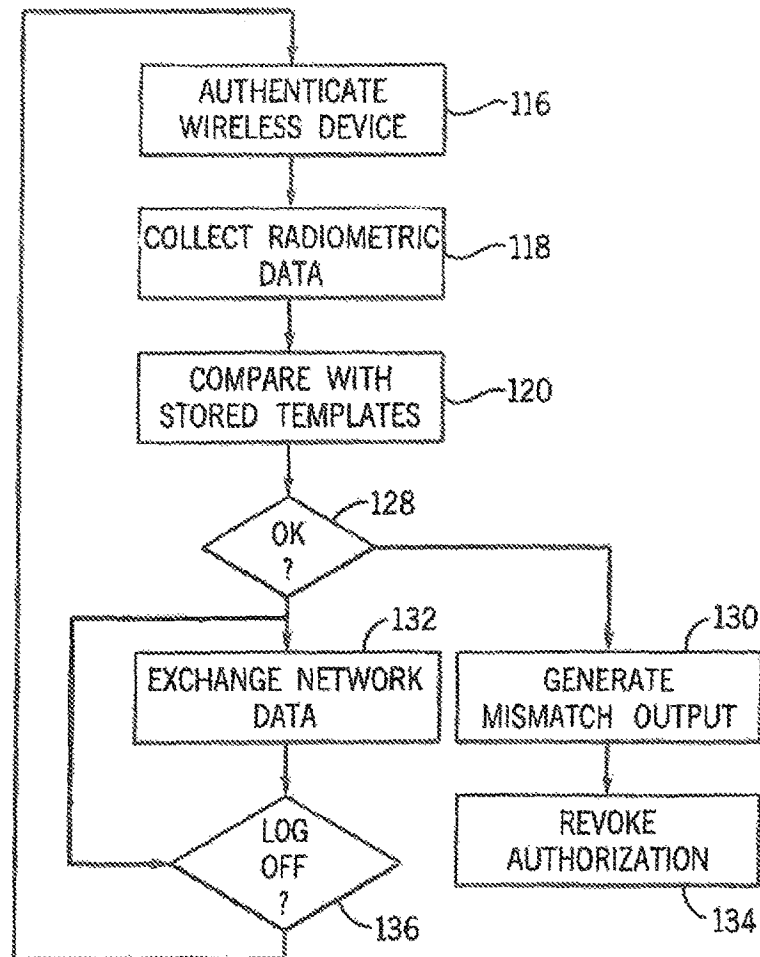 AUTHENTICATE
WIRELESS DEVICE
116
COLLECT RADIOMETRIC
DATA
118
COMPARE WITH
STORED TEMPLATES
120
128
OK
?
132
EXCHANGE NETWORK
DATA
130
GENERATE
MISMATCH OUTPUT
LOG
OFF
?
136
REVOKE
AUTHORIZATION
134